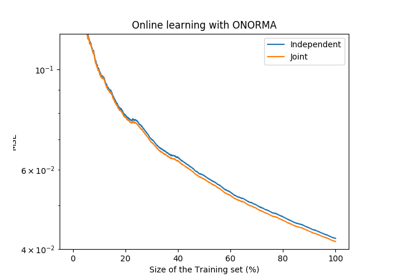 Online learning with ONORMA
Independent
Joint
10⁻¹
6 × 10⁻²
4 × 10⁻²
0 20 40 60 80 100
Size of the Training set (%)